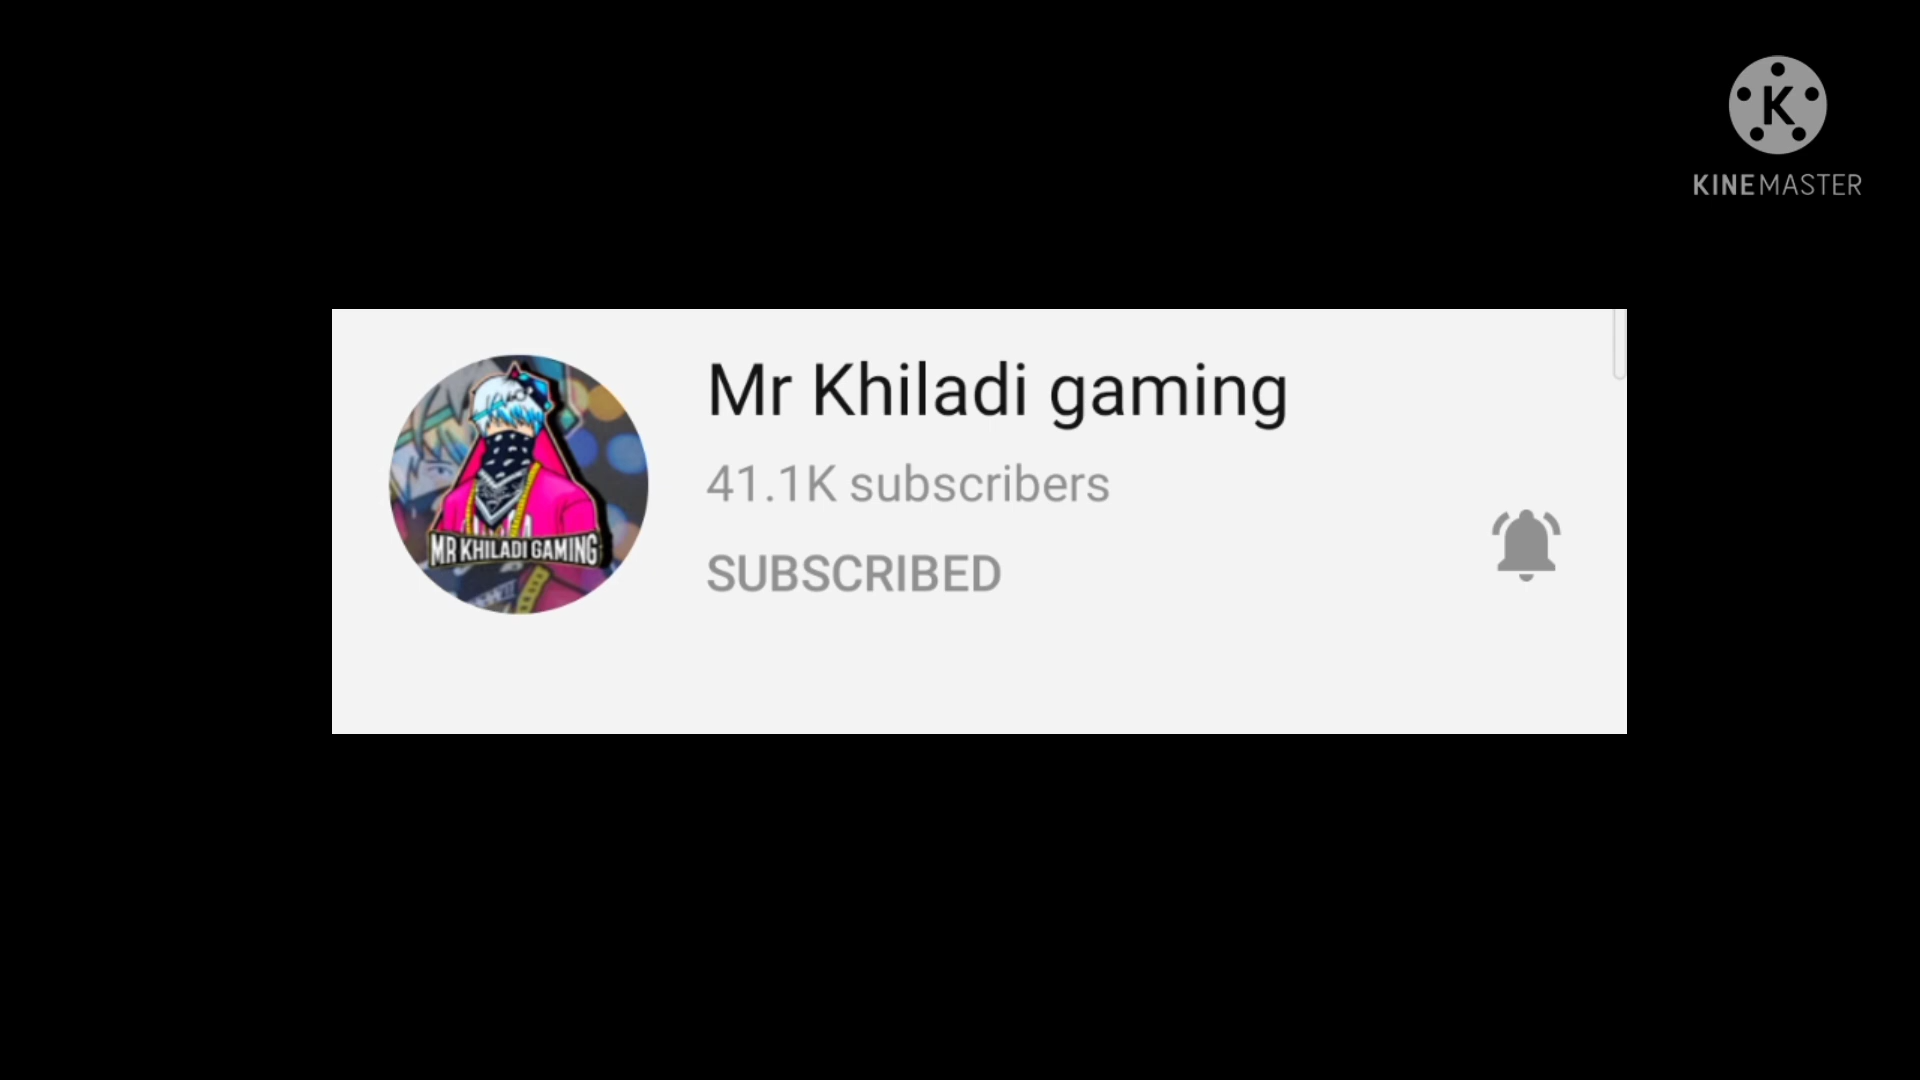 K
KINEMASTER
Mr Khiladi gaming
41.1K subscribers
SUBSCRIBED
MR KHILADI GAMING